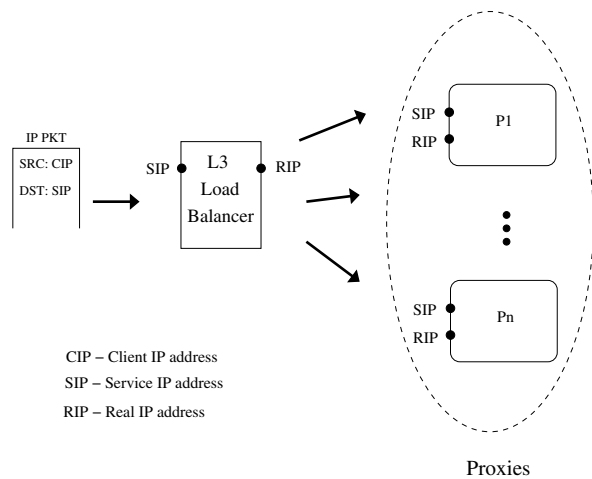 IP PKT
SRC: CIP
DST: SIP
SIP
L3
Load
Balancer
RIP
SIP
RIP
P1
SIP
RIP
Pn
CIP – Client IP address
SIP – Service IP address
RIP – Real IP address
Proxies